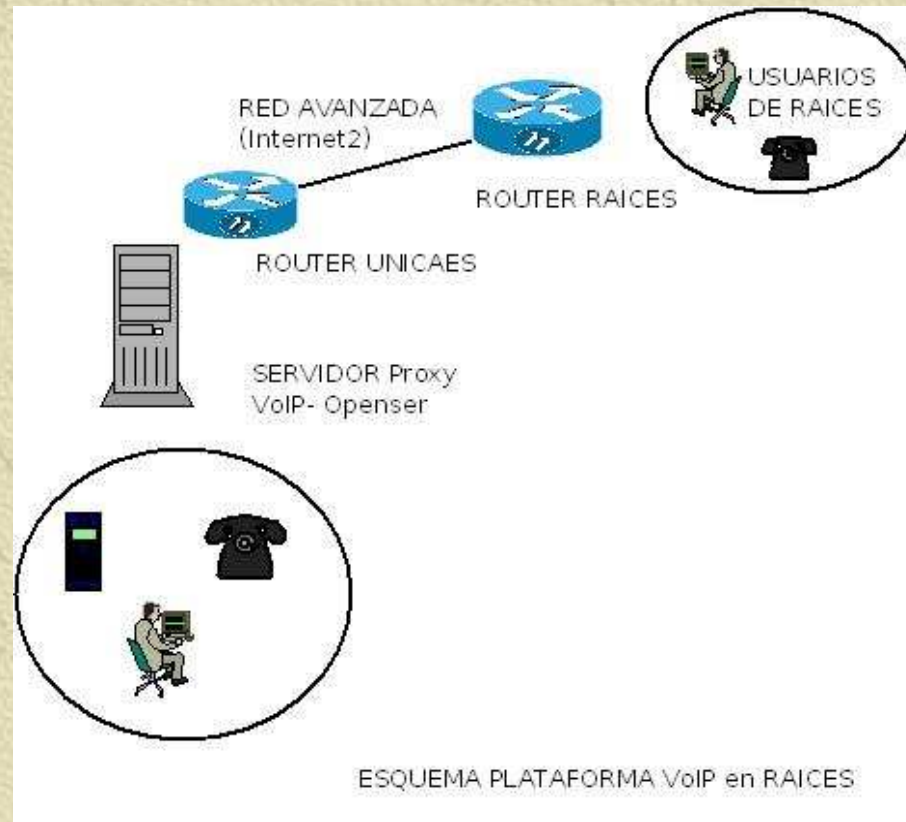 USUARIOS
DE RAICES
RED AVANZADA
(Internet2)
ROUTER RAICES
ROUTER UNICAES
SERVIDOR Proxy
VoIP- Openser
ESQUEMA PLATAFORMA VoIP en RAICES